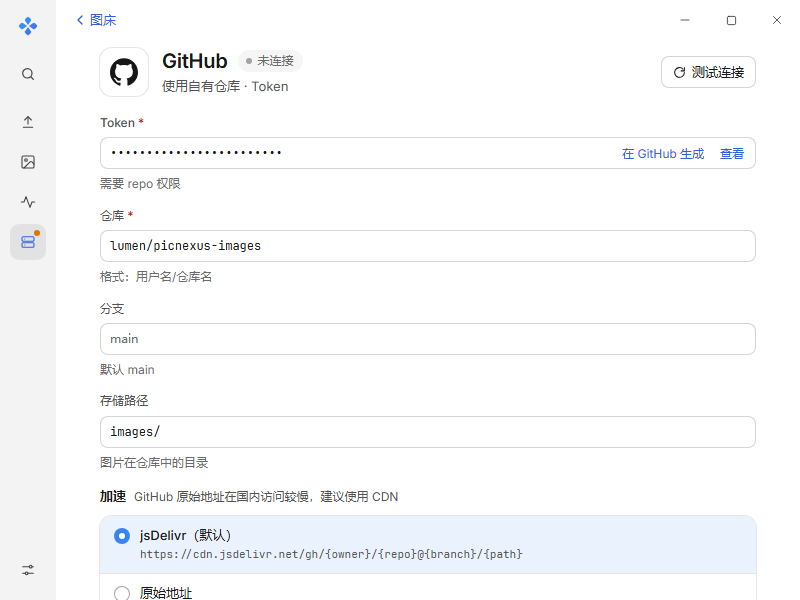 图床
GitHub
未连接
使用自有仓库 · Token
测试连接
Token *
••••••••••••••••••••••••
在 GitHub 生成
查看
需要 repo 权限
仓库 *
lumen/picnexus-images
格式：用户名/仓库名
分支
main
默认 main
存储路径
images/
图片在仓库中的目录
加速 GitHub 原始地址在国内访问较慢，建议使用 CDN
jsDelivr（默认）
https://cdn.jsdelivr.net/gh/{owner}/{repo}@{branch}/{path}
原始地址